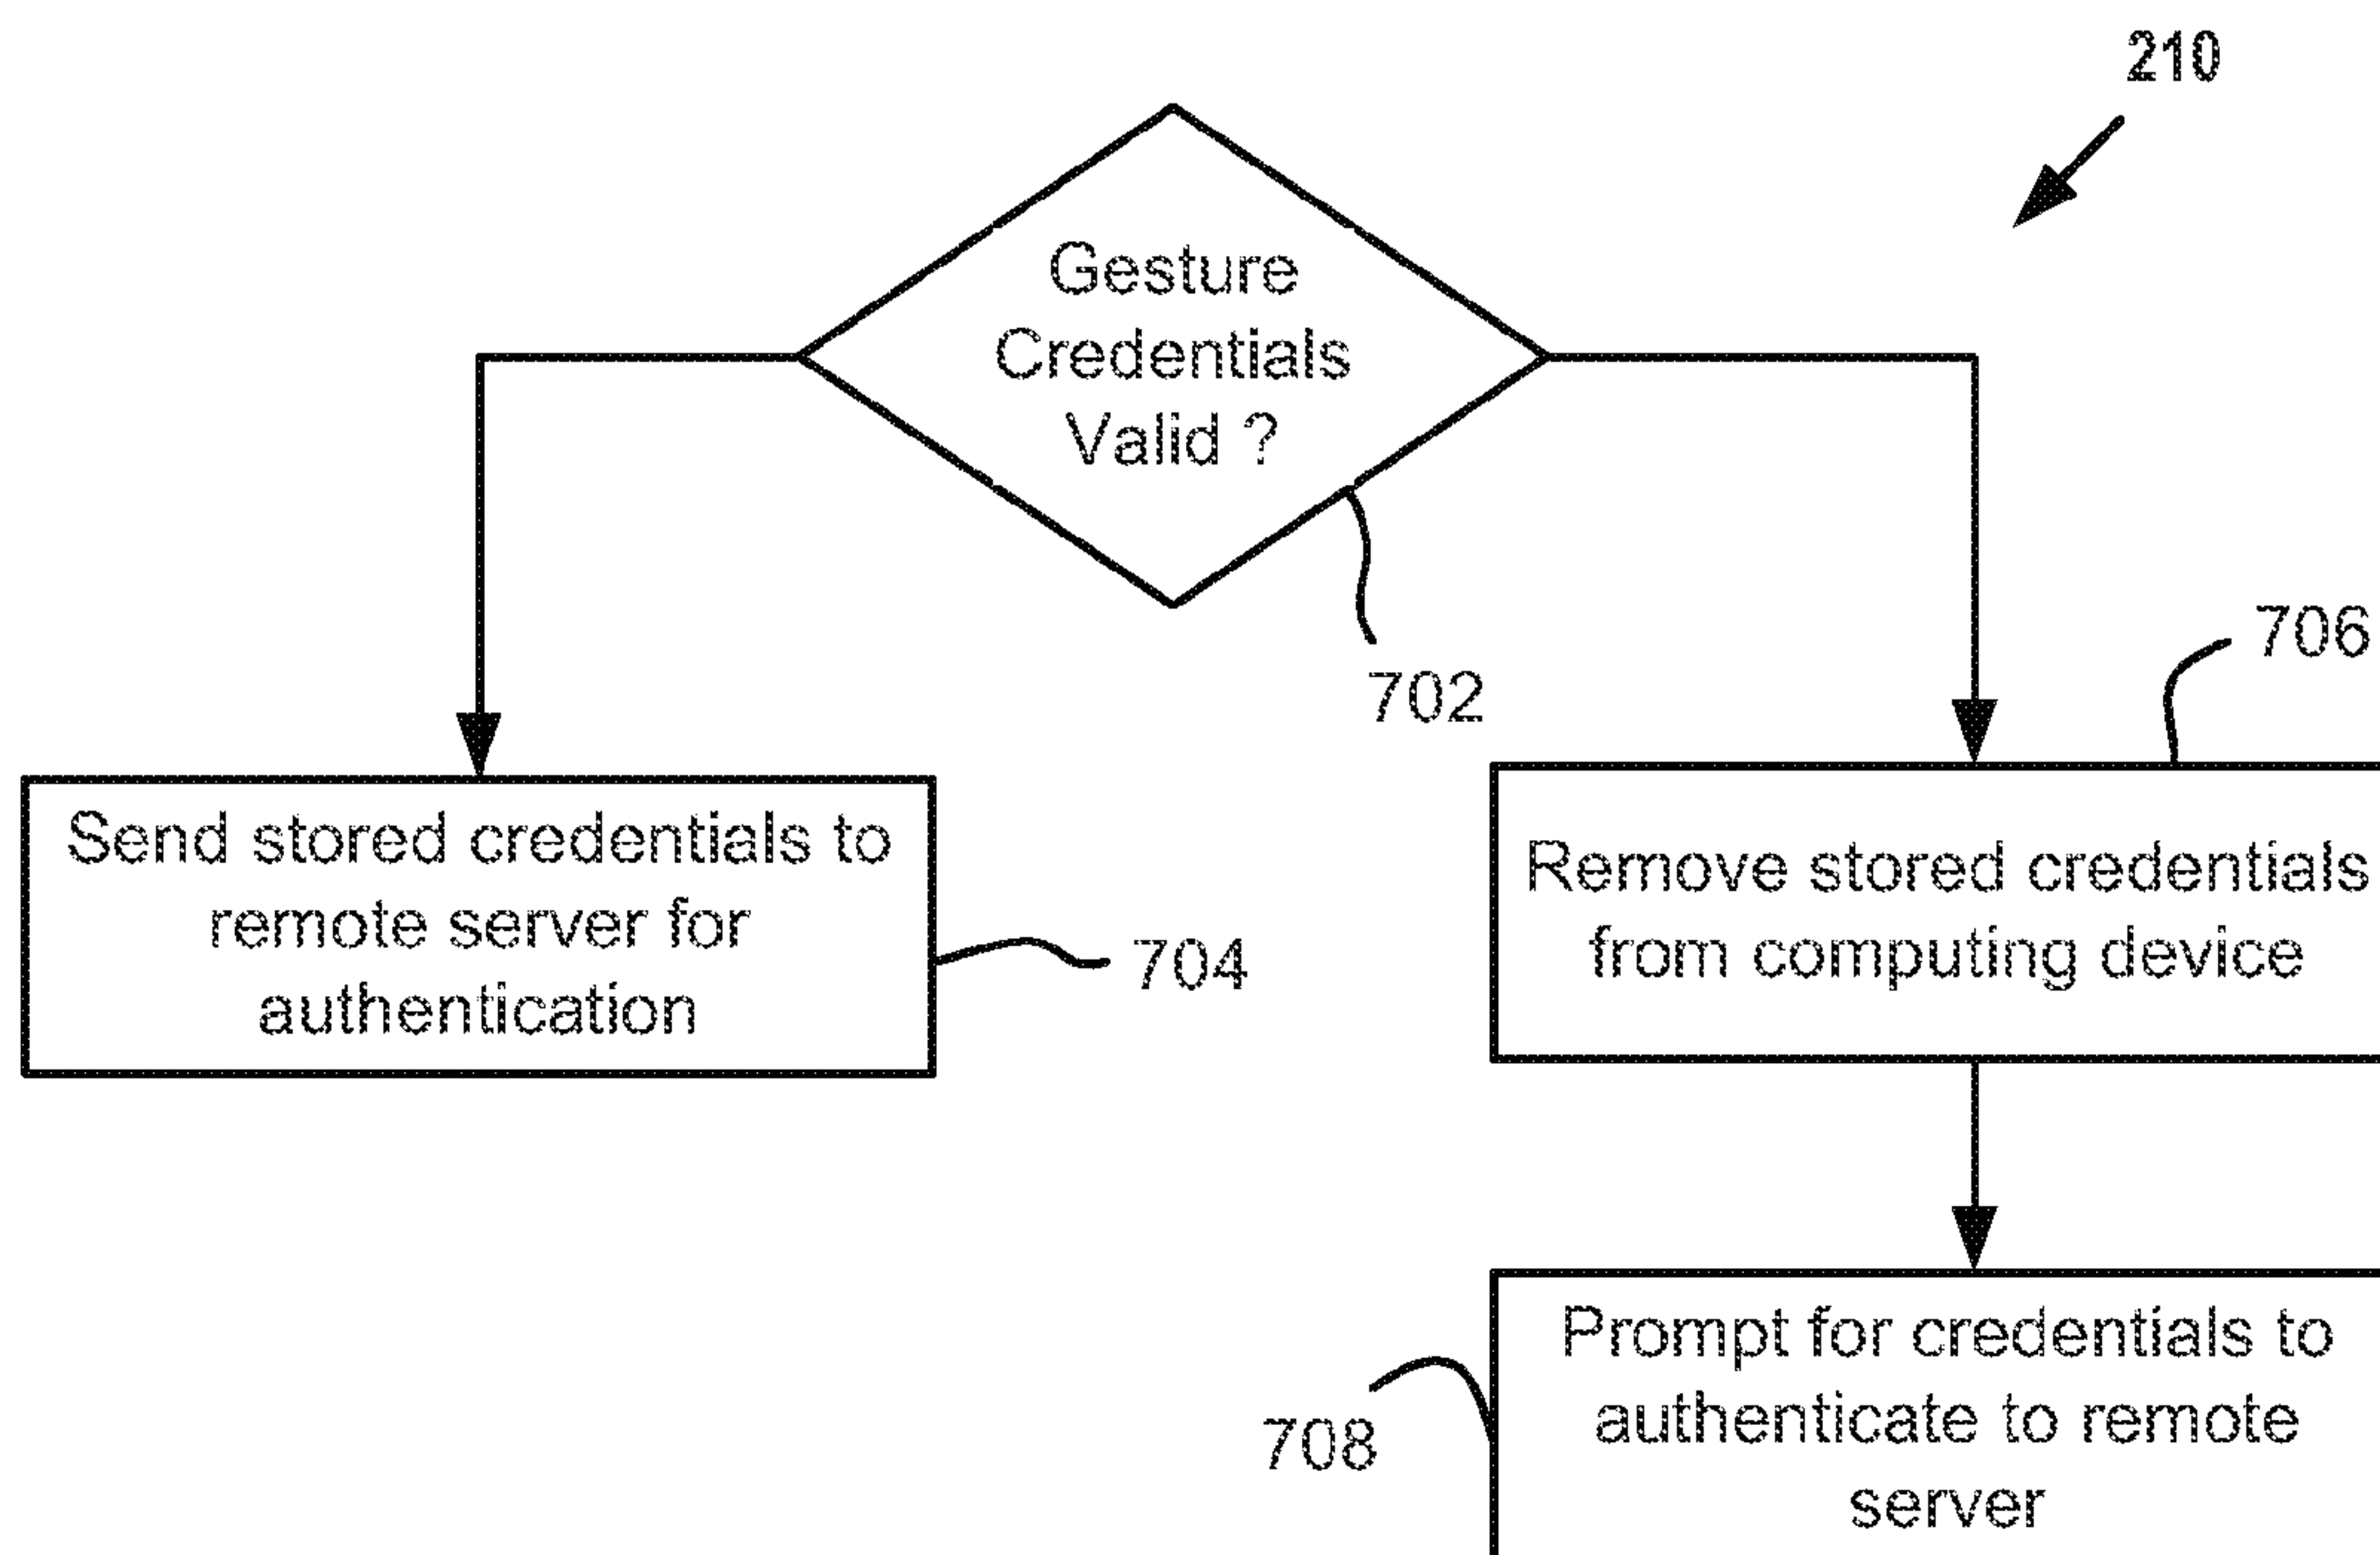 210
Gesture
Credentials
Valid ?
702
706
Send stored credentials to
remote server for
authentication
704
Remove stored credentials
from computing device
Prompt for credentials to
authenticate to remote
server
708